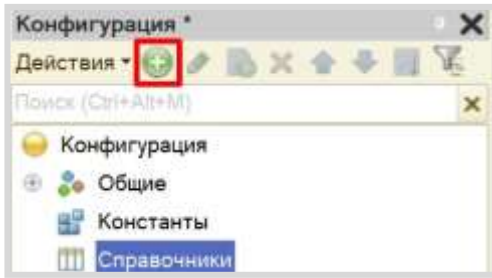 Конфигурация *
Действия
Поиск (Ctrl+Alt+M)
Конфигурация
Общие
Константы
Справочники